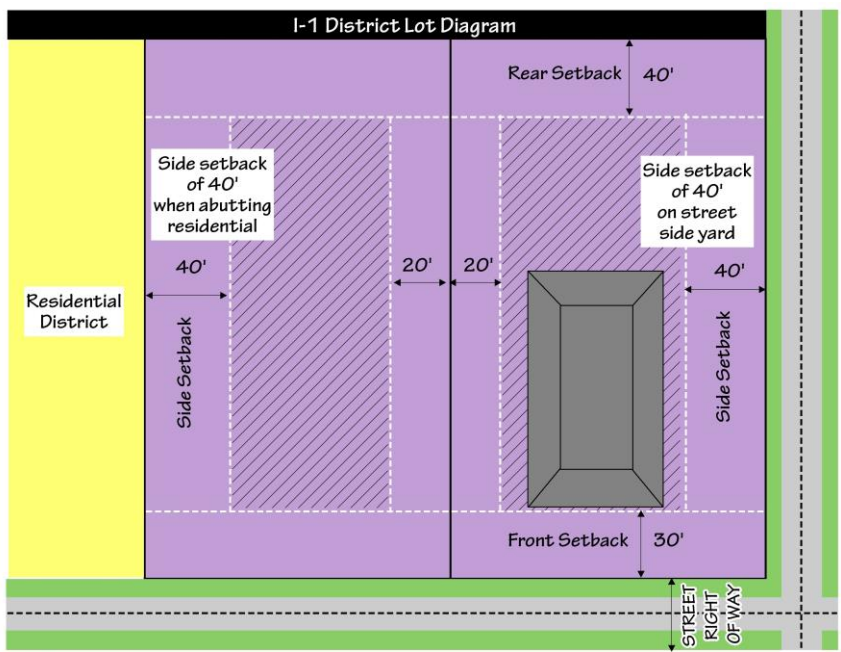 I-1 District Lot Diagram
Rear Setback 40'
Side setback
of 40'
when abutting
residential
Side setback
of 40'
on street
side yard
40'
20'
20'
40'
Residential
District
Side Setback
Side Setback
Front Setback 30'
STREET
RIGHT
OF WAY